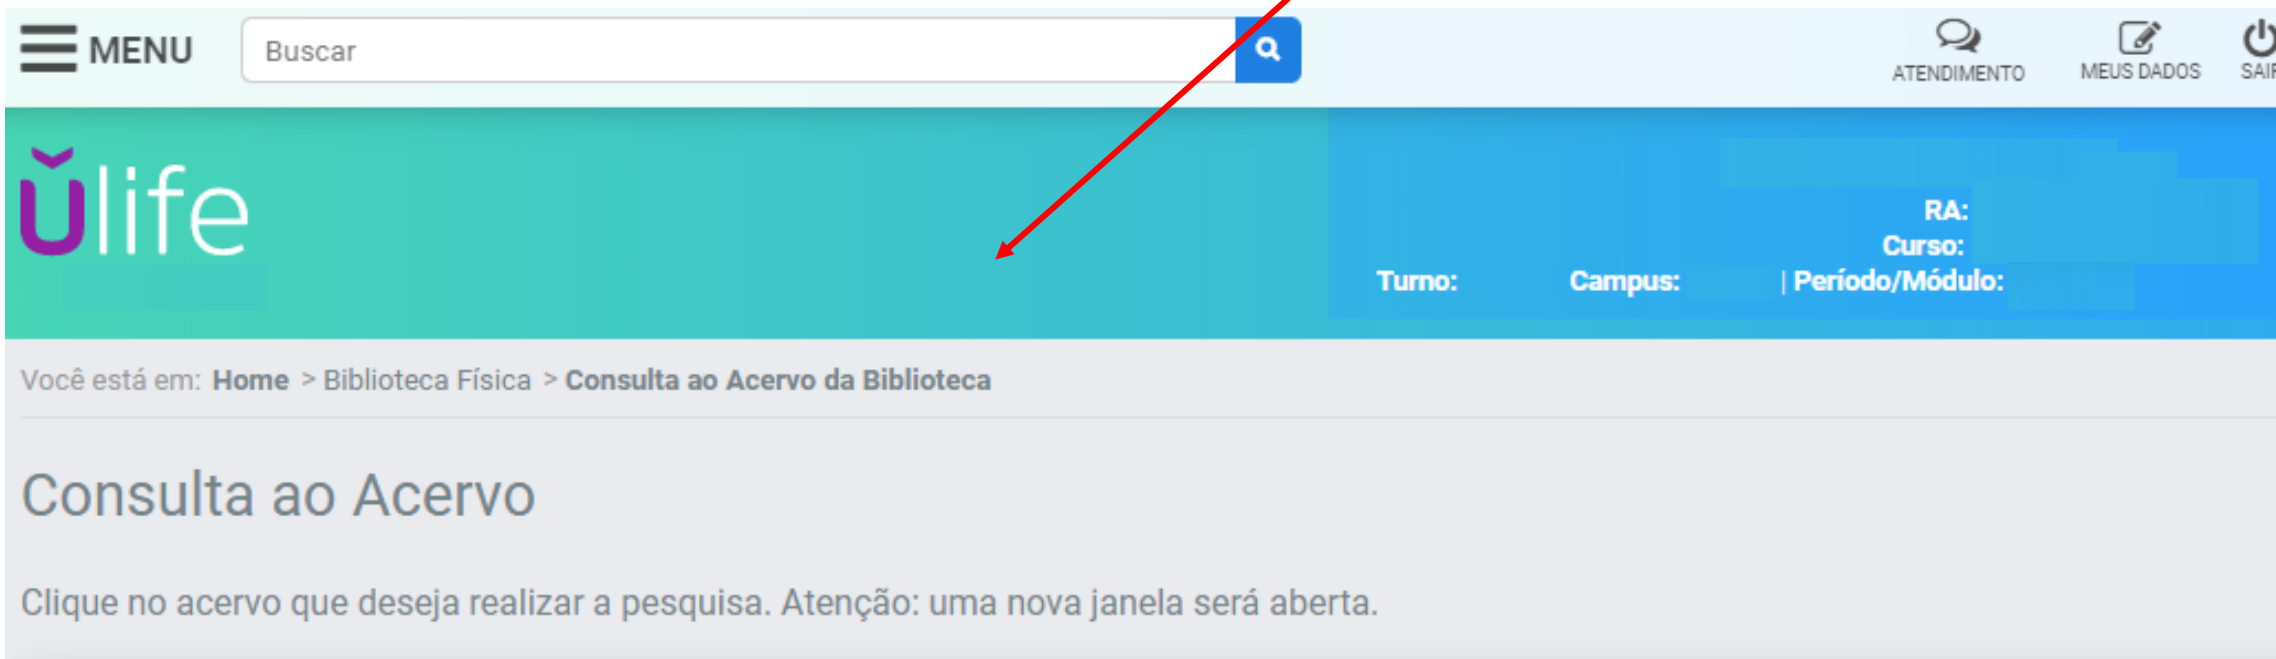 MENU
Buscar
ATENDIMENTO
MEUS DADOS
SAIR
ŭlife
RA:
Curso:
Turno: Campus: | Período/Módulo:
Você está em: Home > Biblioteca Física > Consulta ao Acervo da Biblioteca
Consulta ao Acervo
Clique no acervo que deseja realizar a pesquisa. Atenção: uma nova janela será aberta.